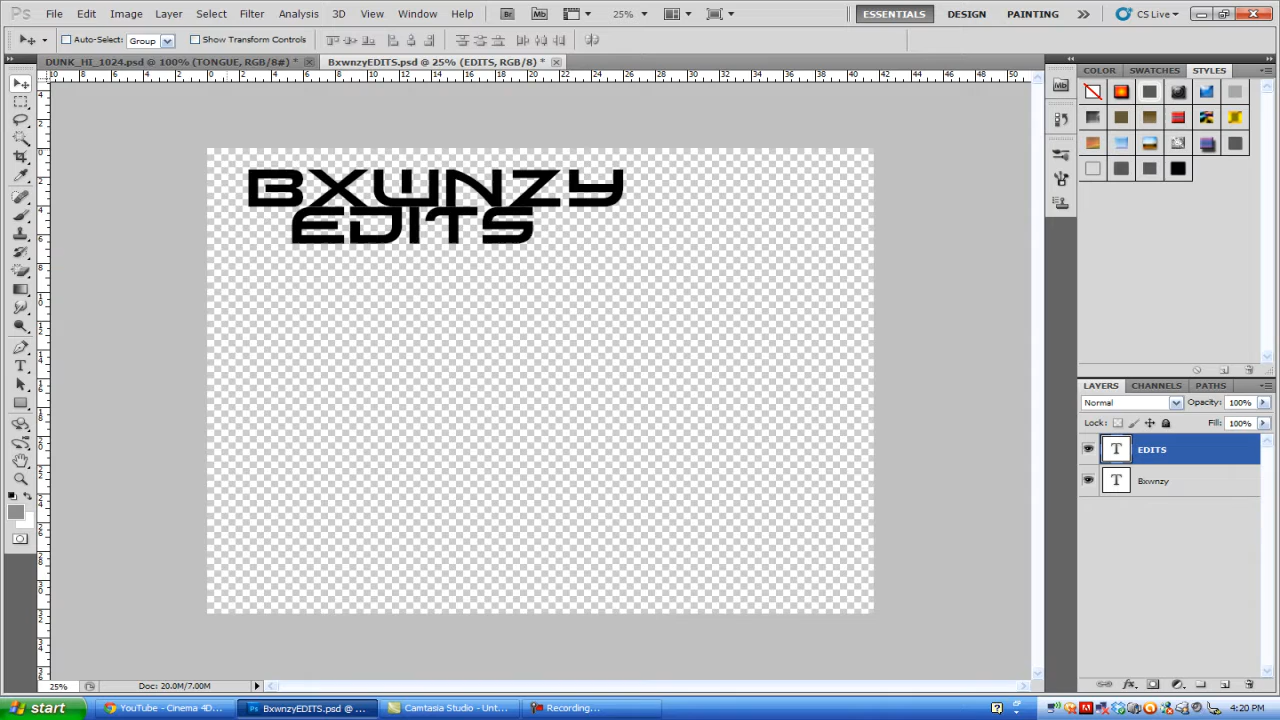 Ps File Edit Image Layer Select Filter Analysis 3D View Window Help Br Mb 25% ESSENTIALS DESIGN PAINTING CS Live
Auto-Select: Group Show Transform Controls
DUNK_HI_1024.psd @ 100% (TONGUE, RGB/8#) * BxwnzyEDITS.psd @ 25% (EDITS, RGB/8) *
COLOR SWATCHES STYLES
BXWNZY
EDITS
LAYERS CHANNELS PATHS
Normal Opacity: 100%
Lock: Fill: 100%
T EDITS
T Bxwnzy
25% Doc: 20.0M/7.00M
start YouTube - Cinema 4D... BxwnzyEDITS.psd @ ... Camtasia Studio - Unt... Recording... 4:20 PM